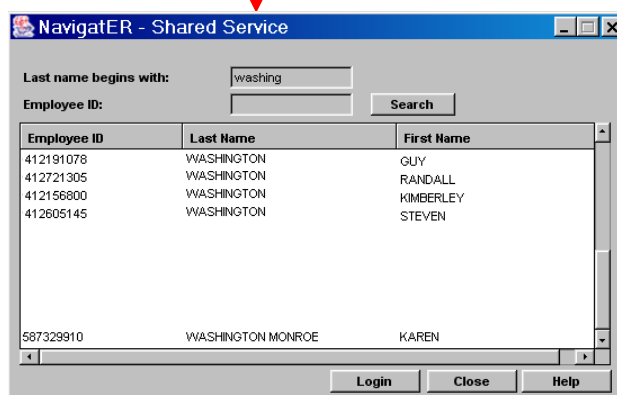 NavigatER - Shared Service
Last name begins with: washing
Employee ID: Search
Employee ID Last Name First Name
412191078 WASHINGTON GUY
412721305 WASHINGTON RANDALL
412156800 WASHINGTON KIMBERLEY
412605145 WASHINGTON STEVEN
587329910 WASHINGTON MONROE KAREN
Login Close Help